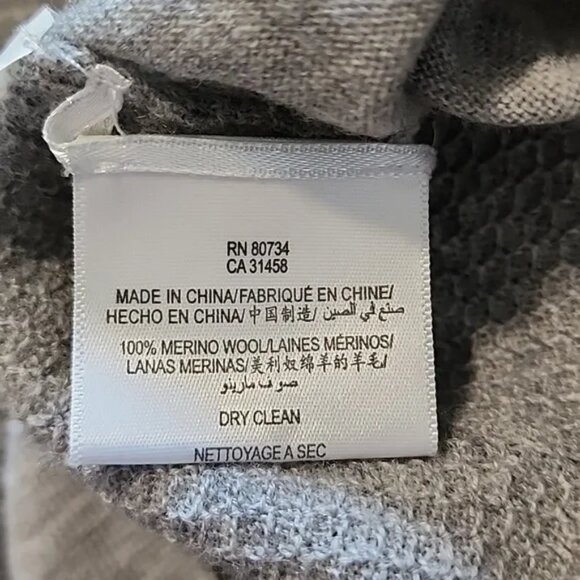 RN 80734
CA 31458
MADE IN CHINA/FABRIQUÉ EN CHINE/
HECHO EN CHINA/中国制造/ صنع في الصين/
100% MERINO WOOL/LAINES MÉRINOS/
LANAS MERINAS/美利奴绵羊的羊毛/
صوف مارينو
DRY CLEAN
NETTOYAGE A SEC